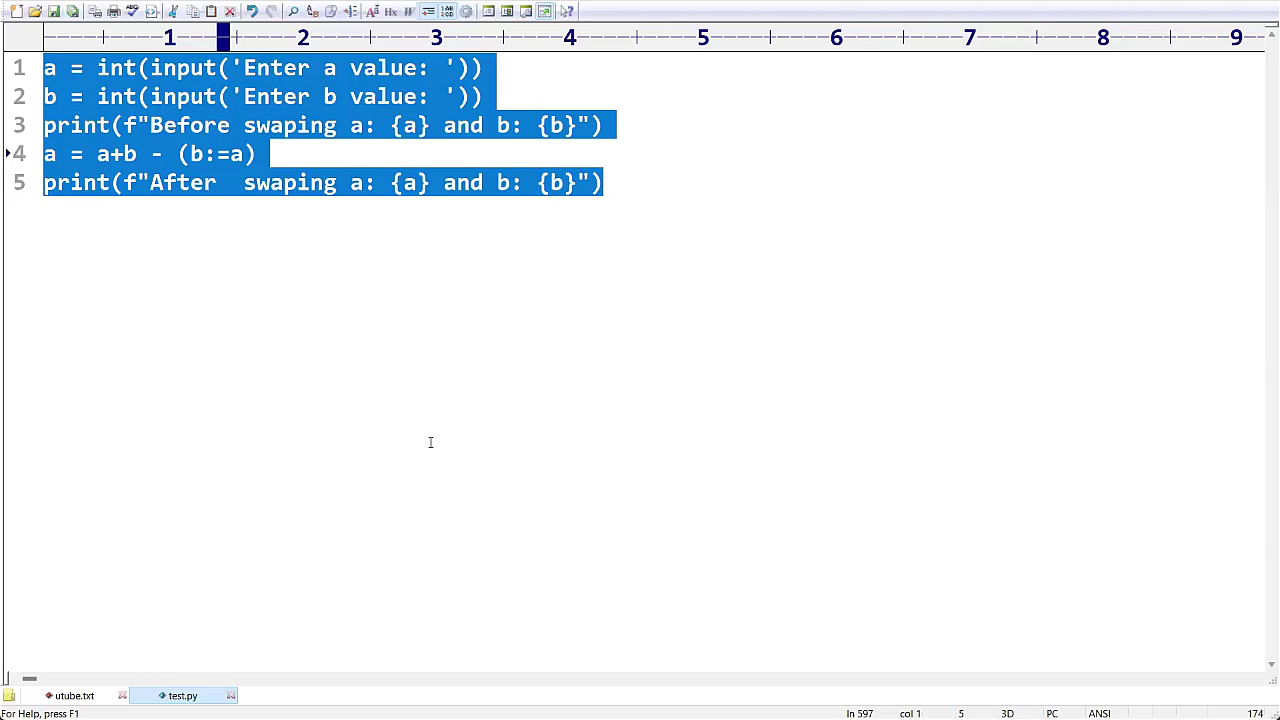 1 2 3 4 5 6 7 8 9
1 a = int(input('Enter a value: '))
2 b = int(input('Enter b value: '))
3 print(f"Before swaping a: {a} and b: {b}")
4 a = a+b - (b:=a)
5 print(f"After  swaping a: {a} and b: {b}")
utube.txt test.py
For Help, press F1 ln 597 col 1 5 3D PC ANSI 174